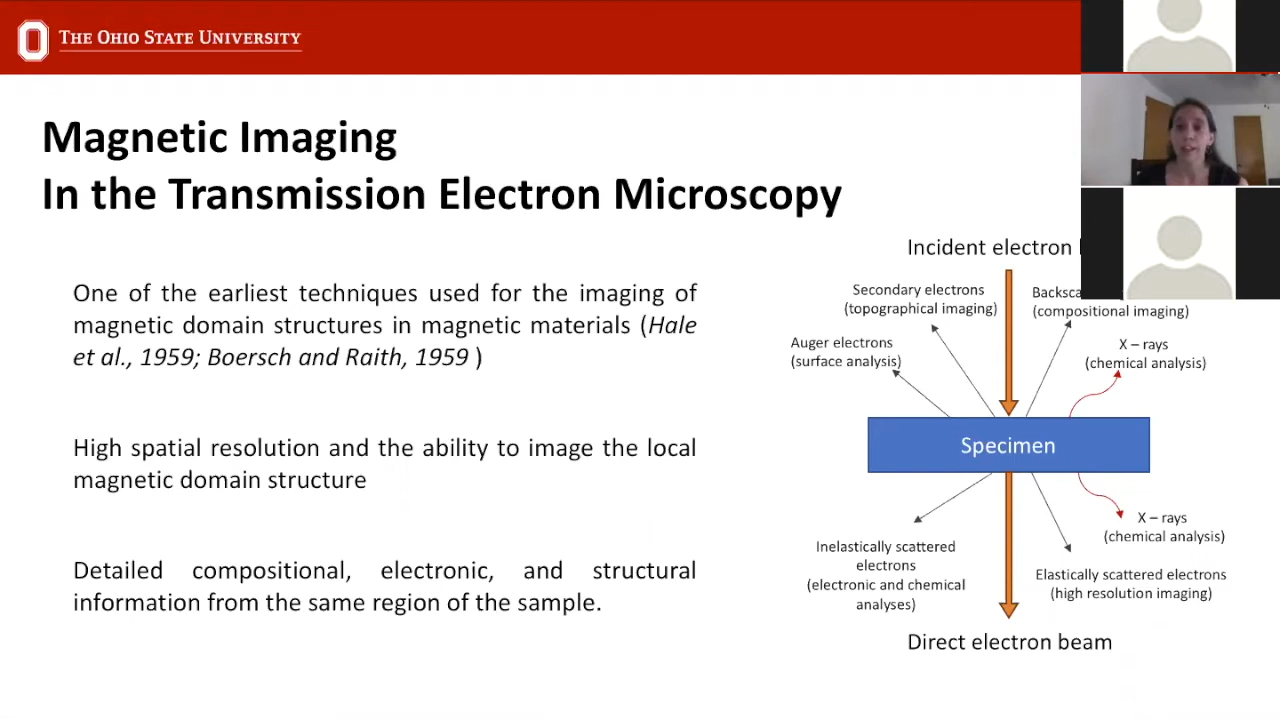 THE OHIO STATE UNIVERSITY
Magnetic Imaging
In the Transmission Electron Microscopy
One of the earliest techniques used for the imaging of
magnetic domain structures in magnetic materials (Hale
et al., 1959; Boersch and Raith, 1959 )
High spatial resolution and the ability to image the local
magnetic domain structure
Detailed compositional, electronic, and structural
information from the same region of the sample.
Incident electron
Secondary electrons
(topographical imaging)
(compositional imaging)
Auger electrons
(surface analysis)
X – rays
(chemical analysis)
Specimen
X – rays
(chemical analysis)
Inelastically scattered
electrons
(electronic and chemical
analyses)
Elastically scattered electrons
(high resolution imaging)
Direct electron beam